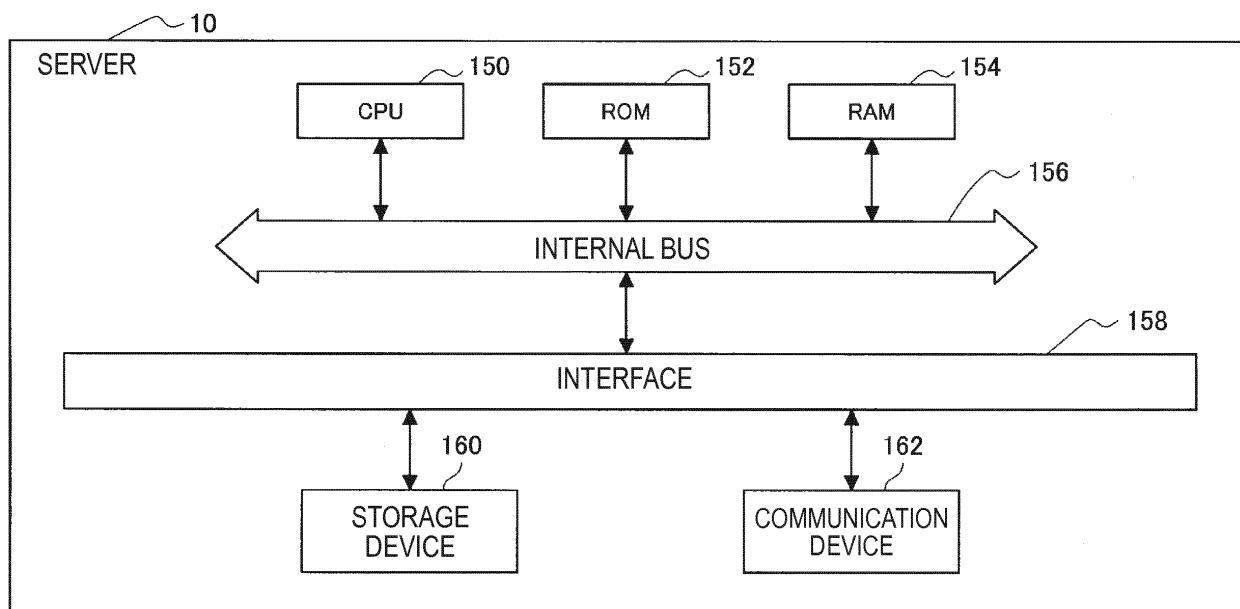 10
SERVER
150
152
154
CPU
ROM
RAM
156
INTERNAL BUS
158
INTERFACE
160
162
STORAGE
DEVICE
COMMUNICATION
DEVICE